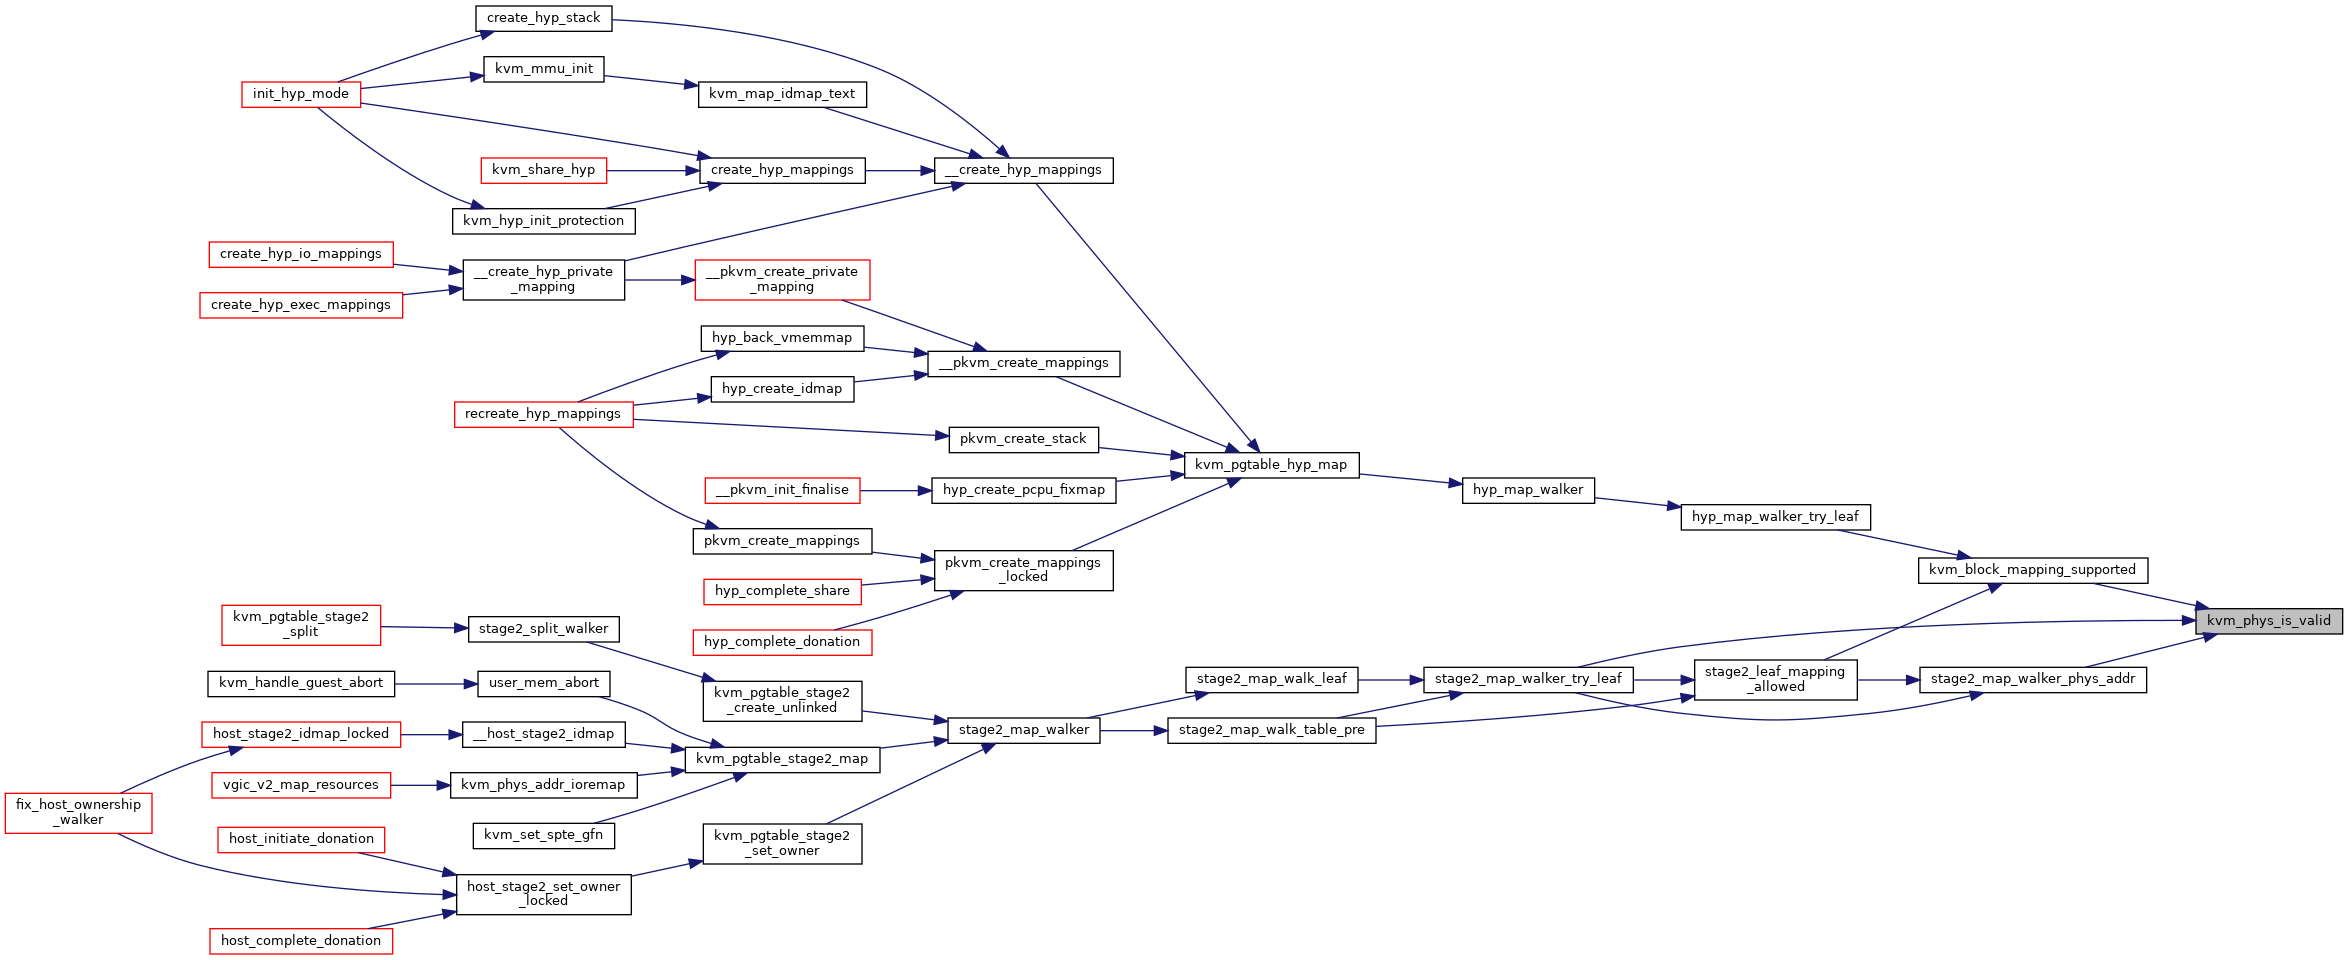 create_hyp_stack
kvm_mmu_init
init_hyp_mode
kvm_map_idmap_text
kvm_share_hyp
create_hyp_mappings
__create_hyp_mappings
kvm_hyp_init_protection
create_hyp_io_mappings
__create_hyp_private
_mapping
__pkvm_create_private
_mapping
create_hyp_exec_mappings
hyp_back_vmemmap
__pkvm_create_mappings
hyp_create_idmap
recreate_hyp_mappings
pkvm_create_stack
kvm_pgtable_hyp_map
__pkvm_init_finalise
hyp_create_pcpu_fixmap
hyp_map_walker
hyp_map_walker_try_leaf
pkvm_create_mappings
pkvm_create_mappings
_locked
kvm_block_mapping_supported
hyp_complete_share
kvm_phys_is_valid
kvm_pgtable_stage2
_split
stage2_split_walker
hyp_complete_donation
kvm_handle_guest_abort
user_mem_abort
kvm_pgtable_stage2
_create_unlinked
stage2_map_walk_leaf
stage2_map_walker_try_leaf
stage2_leaf_mapping
_allowed
stage2_map_walker_phys_addr
host_stage2_idmap_locked
__host_stage2_idmap
stage2_map_walker
stage2_map_walk_table_pre
kvm_pgtable_stage2_map
vgic_v2_map_resources
kvm_phys_addr_ioremap
fix_host_ownership
_walker
host_initiate_donation
kvm_set_spte_gfn
kvm_pgtable_stage2
_set_owner
host_stage2_set_owner
_locked
host_complete_donation